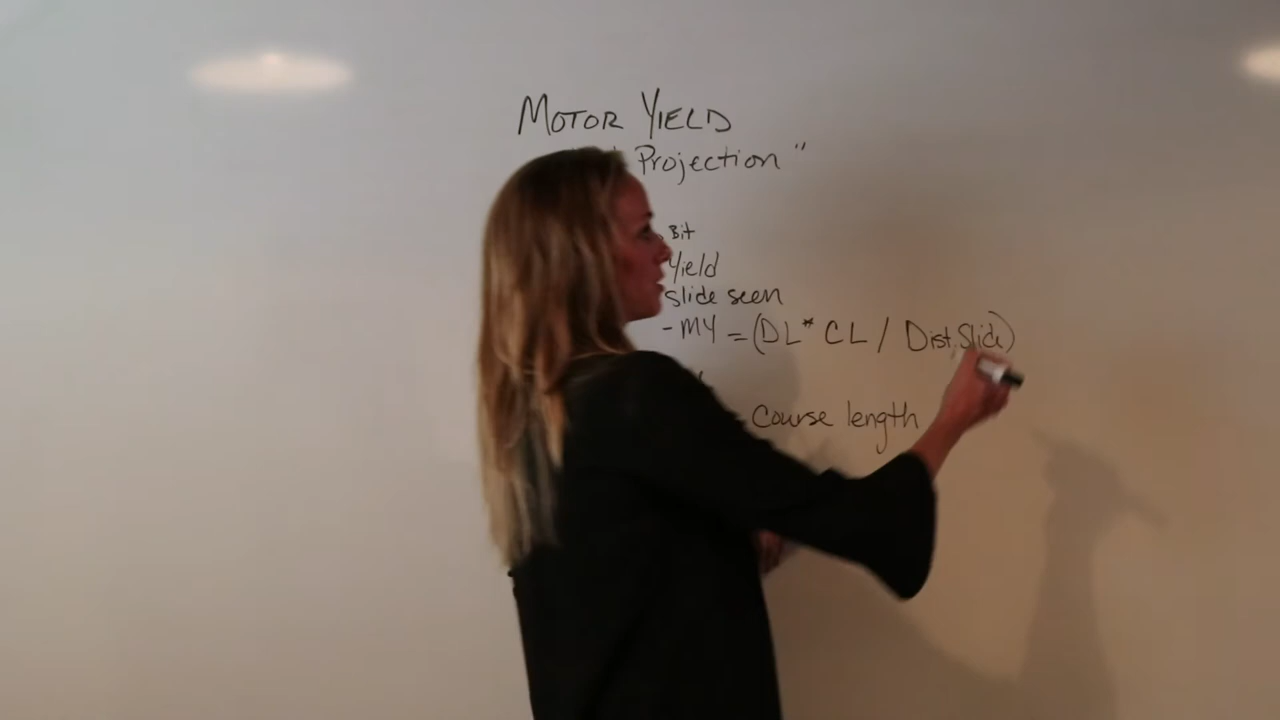 MOTOR YIELD
Projection "
Bit
Yield
slide seen
- MY = (DL * CL / Dist. Slide)
Course length